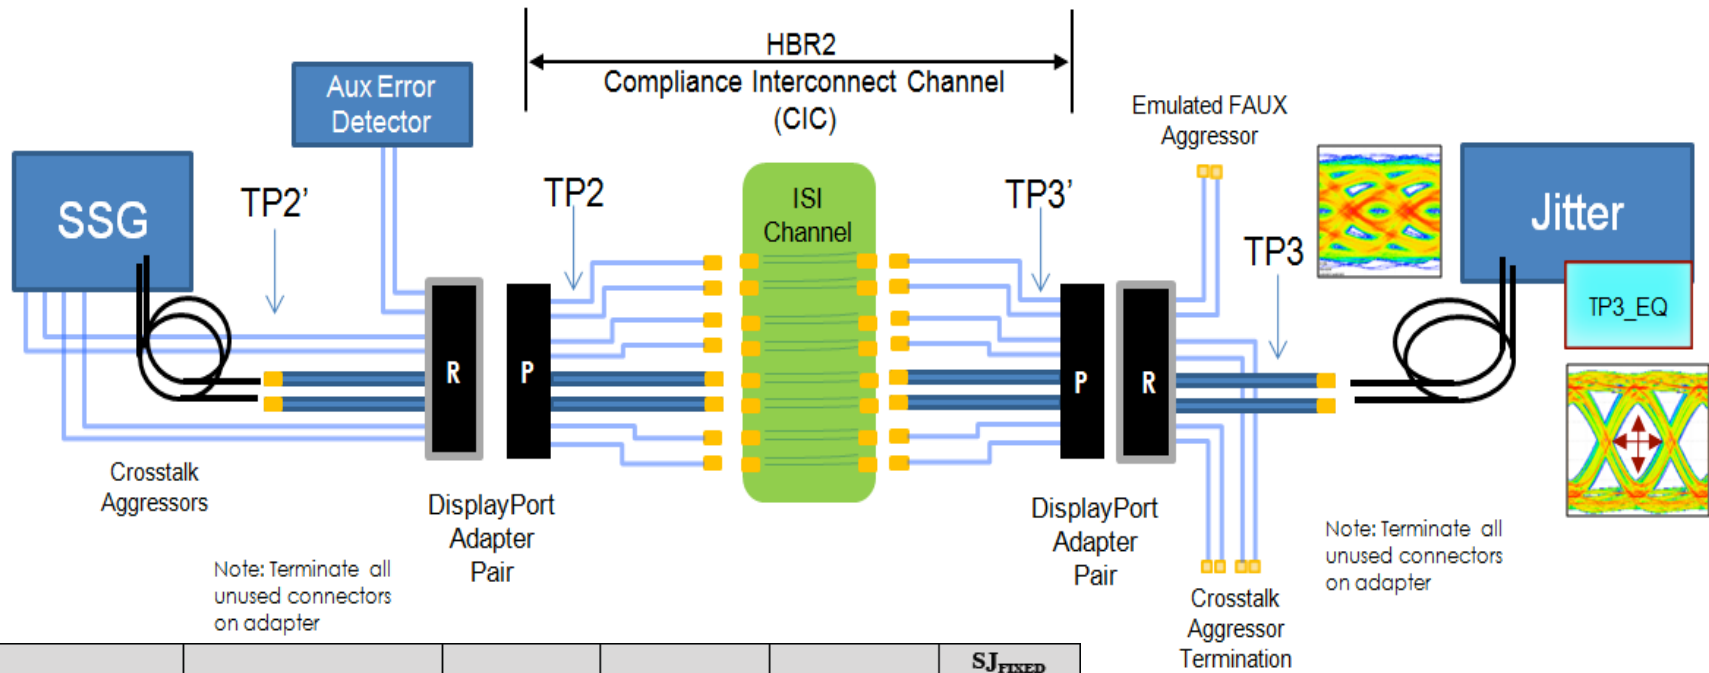 HBR2
Compliance Interconnect Channel
(CIC)
Aux Error
Detector
Emulated FAUX
Aggressor
SSG
TP2’
TP2
ISI
Channel
TP3’
TP3
Jitter
TP3_EQ
R
P
P
R
Crosstalk
Aggressors
DisplayPort
Adapter
Pair
DisplayPort
Adapter
Pair
Note: Terminate all
unused connectors
on adapter
Note: Terminate all
unused connectors
on adapter
Crosstalk
Aggressor
Termination
SJFIXED